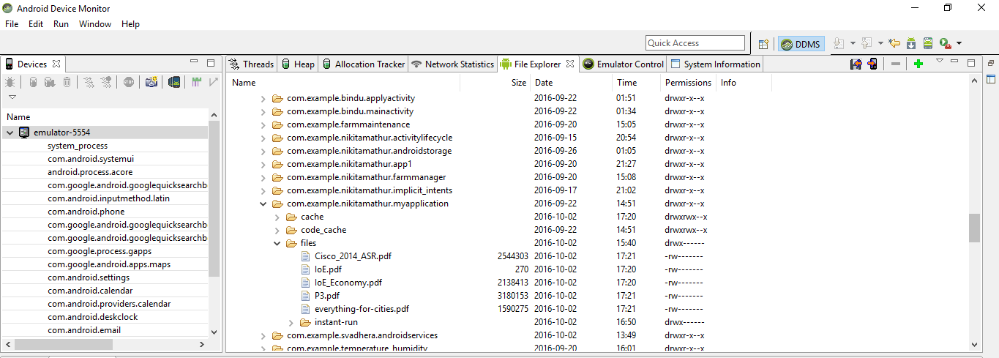 Android Device Monitor
File Edit Run Window Help
Quick Access DDMS
Devices
Name
emulator-5554
system_process
com.android.systemui
android.process.acore
com.google.android.googlequicksearchb
com.android.inputmethod.latin
com.android.phone
com.google.android.googlequicksearchb
com.google.android.googlequicksearchb
com.google.process.gapps
com.google.android.apps.maps
com.android.settings
com.android.calendar
com.android.providers.calendar
com.android.deskclock
com.android.email
Threads Heap Allocation Tracker Network Statistics File Explorer Emulator Control System Information
Name Size Date Time Permissions Info
com.example.bindu.applyactivity 2016-09-22 01:51 drwxr-x--x
com.example.bindu.mainactivity 2016-09-22 01:34 drwxr-x--x
com.example.farmmaintenance 2016-09-20 15:05 drwxr-x--x
com.example.nikitamathur.activitylifecycle 2016-09-15 20:54 drwxr-x--x
com.example.nikitamathur.androidstorage 2016-09-26 01:05 drwxr-x--x
com.example.nikitamathur.app1 2016-09-20 21:27 drwxr-x--x
com.example.nikitamathur.farmmanager 2016-09-20 15:08 drwxr-x--x
com.example.nikitamathur.implicit_intents 2016-09-17 21:02 drwxr-x--x
com.example.nikitamathur.myapplication 2016-09-22 14:51 drwxr-x--x
cache 2016-10-02 17:20 drwxrwx--x
code_cache 2016-09-22 14:51 drwxrwx--x
files 2016-10-02 15:40 drwx------
Cisco_2014_ASR.pdf 2544303 2016-10-02 17:21 -rw-------
IoE.pdf 270 2016-10-02 17:20 -rw-------
IoE_Economy.pdf 2138413 2016-10-02 17:20 -rw-------
P3.pdf 3180153 2016-10-02 17:21 -rw-------
everything-for-cities.pdf 1590275 2016-10-02 17:21 -rw-------
instant-run 2016-10-02 16:50 drwx------
com.example.svadhera.androidservices 2016-10-02 13:49 drwxr-x--x
com.example.temperature_humidity 2016-09-20 16:01 drwxr-x--x